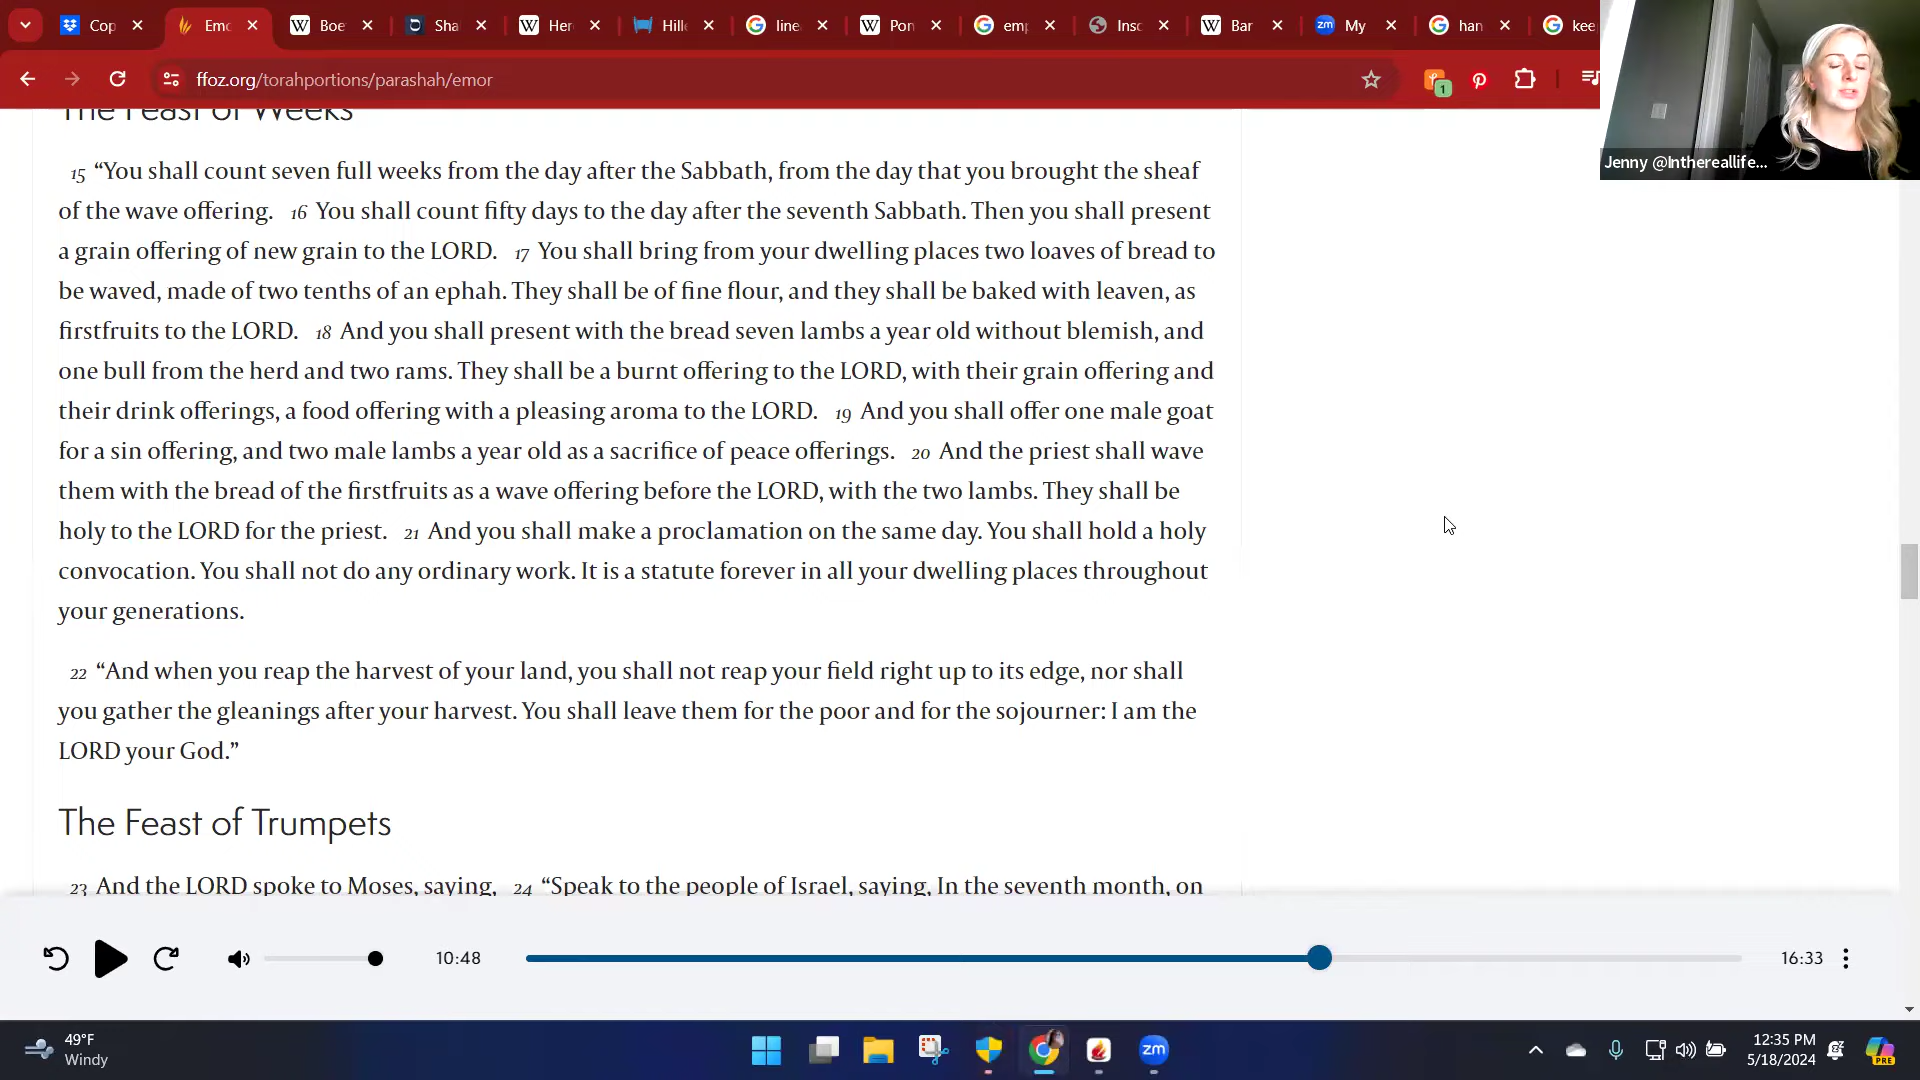 Cop
Emo
Boe
Sha
Her
Hille
line
Pon
emp
Insc
Bar
My
han
kee
ffoz.org/torahportions/parashah/emor
1
Jenny @Inthereallife...
The Feast of Weeks
15 “You shall count seven full weeks from the day after the Sabbath, from the day that you brought the sheaf
of the wave offering. 16 You shall count fifty days to the day after the seventh Sabbath. Then you shall present
a grain offering of new grain to the LORD. 17 You shall bring from your dwelling places two loaves of bread to
be waved, made of two tenths of an ephah. They shall be of fine flour, and they shall be baked with leaven, as
firstfruits to the LORD. 18 And you shall present with the bread seven lambs a year old without blemish, and
one bull from the herd and two rams. They shall be a burnt offering to the LORD, with their grain offering and
their drink offerings, a food offering with a pleasing aroma to the LORD. 19 And you shall offer one male goat
for a sin offering, and two male lambs a year old as a sacrifice of peace offerings. 20 And the priest shall wave
them with the bread of the firstfruits as a wave offering before the LORD, with the two lambs. They shall be
holy to the LORD for the priest. 21 And you shall make a proclamation on the same day. You shall hold a holy
convocation. You shall not do any ordinary work. It is a statute forever in all your dwelling places throughout
your generations.
22 “And when you reap the harvest of your land, you shall not reap your field right up to its edge, nor shall
you gather the gleanings after your harvest. You shall leave them for the poor and for the sojourner: I am the
LORD your God.”
The Feast of Trumpets
23 And the LORD spoke to Moses, saying, 24 “Speak to the people of Israel, saying, In the seventh month, on
10:48
16:33
49°F
Windy
zm
12:35 PM
5/18/2024
PRE